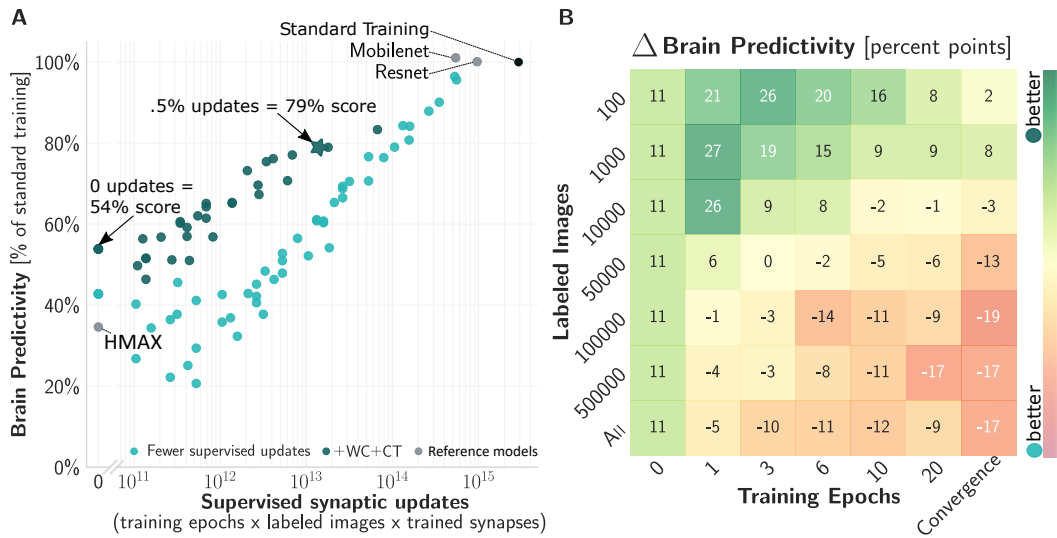 A
Standard Training
Mobilenet
Resnet
.5% updates = 79% score
0 updates =
54% score
HMAX
Brain Predictivity [% of standard training]
100%
80%
60%
40%
20%
0%
Fewer supervised updates
+WC+CT
Reference models
0 10^11 10^12 10^13 10^14 10^15
Supervised synaptic updates
(training epochs x labeled images x trained synapses)
B
△ Brain Predictivity [percent points]
Labeled Images
100 11 21 26 20 16 8 2
1000 11 27 19 15 9 9 8
10000 11 26 9 8 -2 -1 -3
50000 11 6 0 -2 -5 -6 -13
100000 11 -1 -3 -14 -11 -9 -19
500000 11 -4 -3 -8 -11 -17 -17
All 11 -5 -10 -11 -12 -9 -17
0 1 3 6 10 20 Convergence
Training Epochs
better
better